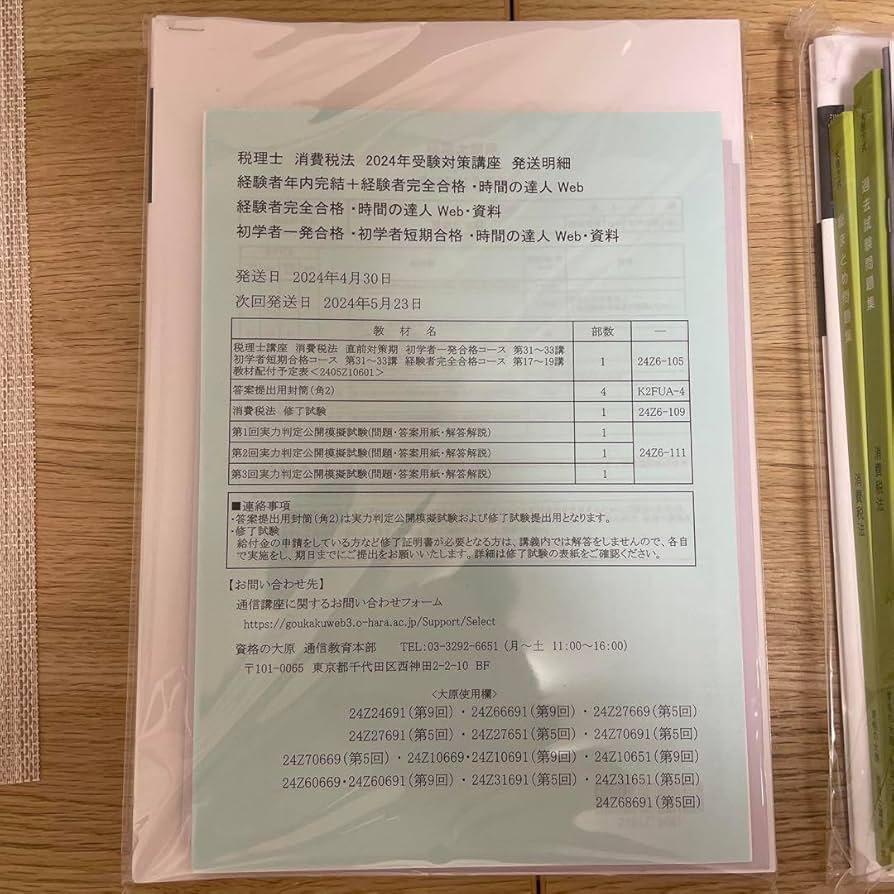 税理士 消費税法 2024年受験対策講座 発送明細
経験者年内完結＋経験者完全合格・時間の達人 Web
経験者完全合格・時間の達人 Web・資料
初学者一発合格・初学者短期合格・時間の達人 Web・資料
発送日 2024年4月30日
次回発送日 2024年5月23日
教 材 名 部数 ―
税理士講座 消費税法 直前対策期 初学者一発合格コース 第31～33講
初学者短期合格コース 第31～33講 経験者完全合格コース 第17～19講
教材配付予定表＜2405Z10601＞ 1 24Z6-105
答案提出用封筒(角2) 4 K2FUA-4
消費税法 修了試験 1 24Z6-109
第1回実力判定公開模擬試験(問題・答案用紙・解答解説) 1
第2回実力判定公開模擬試験(問題・答案用紙・解答解説) 1 24Z6-111
第3回実力判定公開模擬試験(問題・答案用紙・解答解説) 1
■連絡事項
・答案提出用封筒(角2)は実力判定公開模擬試験および修了試験提出用となります。
・修了試験
給付金の申請をしている方など修了証明書が必要となる方は、講義内では解答をしませんので、各自
で実施をし、期日までにご提出をお願いいたします。詳細は修了試験の表紙をご確認ください。
【お問い合わせ先】
通信講座に関するお問い合わせフォーム
https://goukakuweb3.o-hara.ac.jp/Support/Select
資格の大原 通信教育本部 TEL:03-3292-6651 (月～土 11:00～16:00)
〒101-0065 東京都千代田区西神田2-2-10 BF
＜大原使用欄＞
24Z24691(第9回)・24Z66691(第9回)・24Z27669(第5回)
24Z27691(第5回)・24Z27651(第5回)・24Z70691(第5回)
24Z70669(第5回)・24Z10669・24Z10691(第9回)・24Z10651(第9回)
24Z60669・24Z60691(第9回)・24Z31691(第5回)・24Z31651(第5回)
24Z68691(第5回)
総まとめ問題集
消費税法
過去試験問題集
消費税法